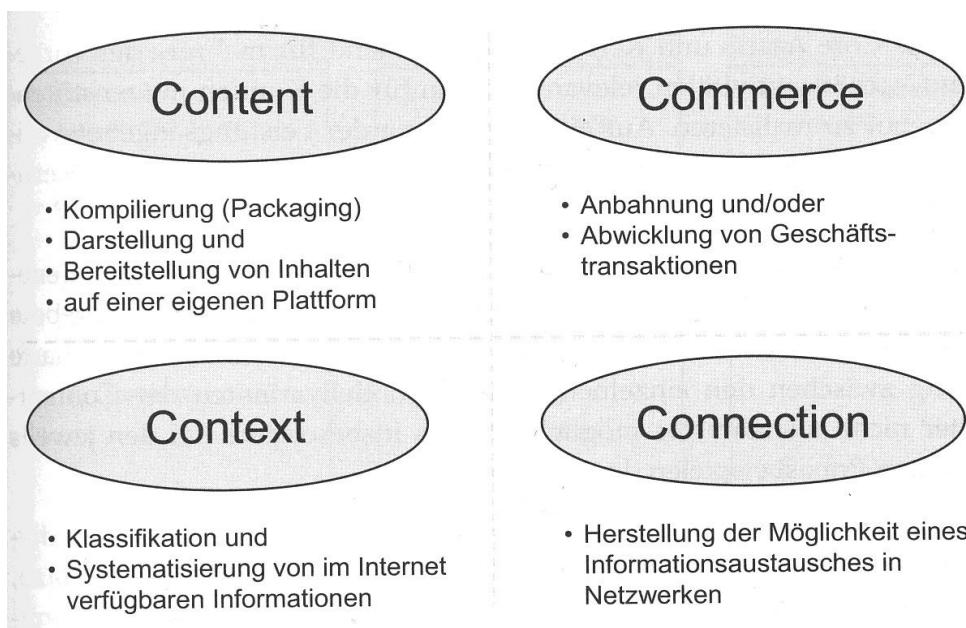 Content
• Kompilierung (Packaging)
• Darstellung und
• Bereitstellung von Inhalten
• auf einer eigenen Plattform
Commerce
• Anbahnung und/oder
• Abwicklung von Geschäfts-
transaktionen
Context
• Klassifikation und
• Systematisierung von im Internet
verfügbaren Informationen
Connection
• Herstellung der Möglichkeit eines
Informationsaustausches in
Netzwerken